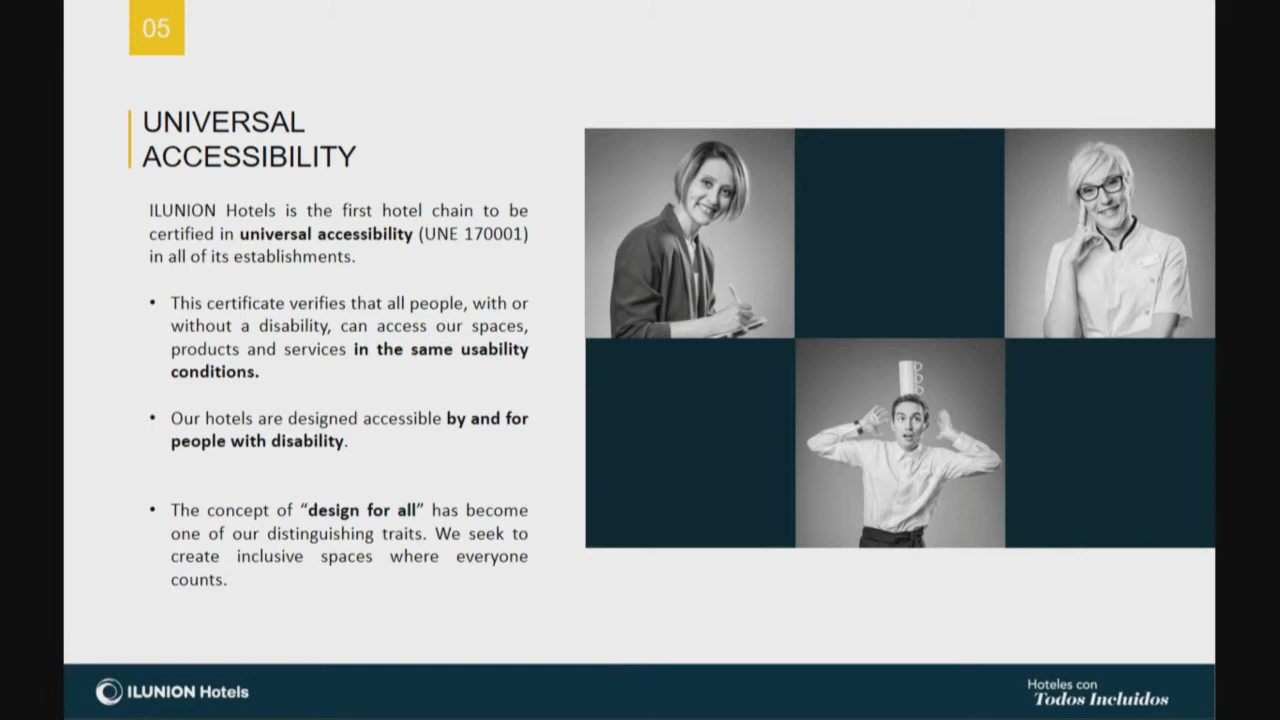 05
UNIVERSAL
ACCESSIBILITY
ILUNION Hotels is the first hotel chain to be
certified in universal accessibility (UNE 170001)
in all of its establishments.
• This certificate verifies that all people, with or
without a disability, can access our spaces,
products and services in the same usability
conditions.
• Our hotels are designed accessible by and for
people with disability.
• The concept of “design for all” has become
one of our distinguishing traits. We seek to
create inclusive spaces where everyone
counts.
ILUNION Hotels
Hoteles con
Todos Incluidos